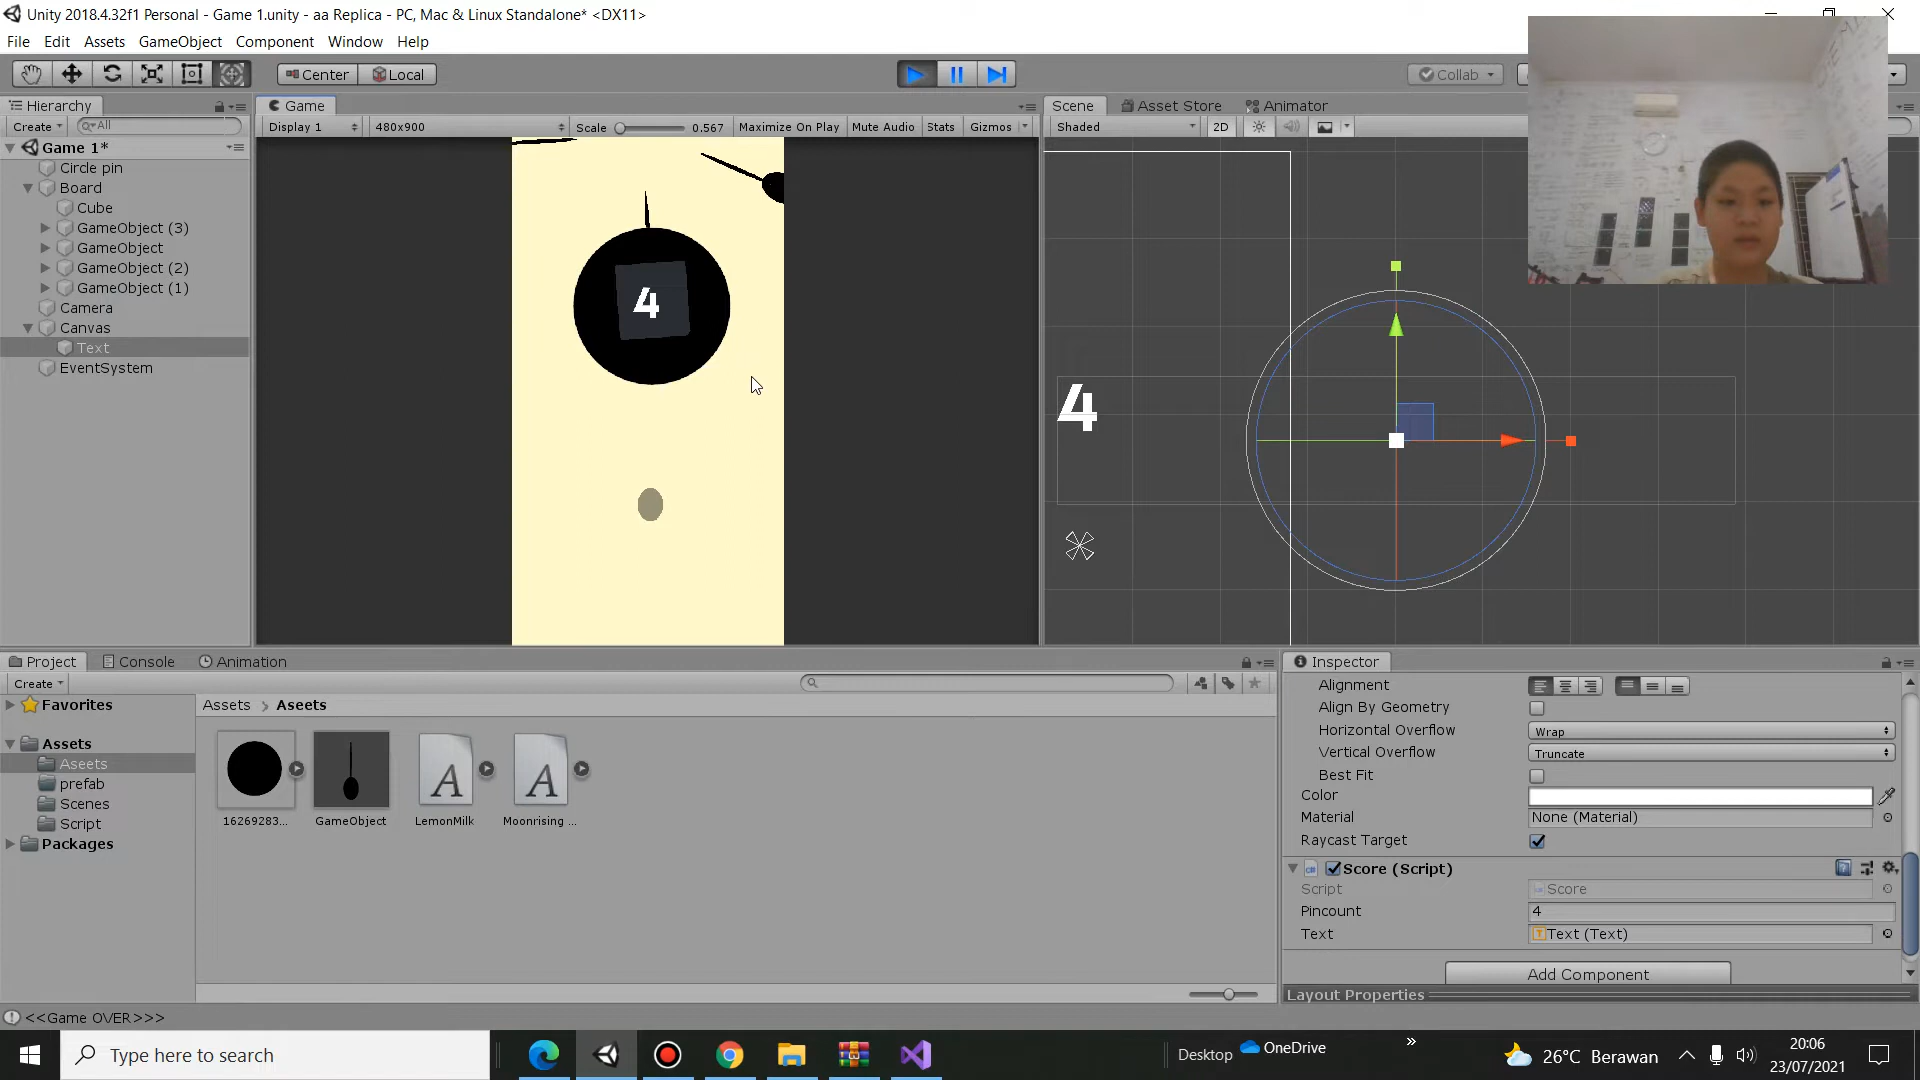 Unity 2018.4.32f1 Personal - Game 1.unity - aa Replica - PC, Mac & Linux Standalone* <DX11>
File Edit Assets GameObject Component Window Help
Center Local Collab
Hierarchy Game Scene Asset Store Animator
Create All Display 1 480x900 Scale 0.567 Maximize On Play Mute Audio Stats Gizmos Shaded 2D
Game 1*
Circle pin
Board
Cube
GameObject (3)
GameObject
GameObject (2)
GameObject (1)
Camera
Canvas
Text
EventSystem
4
4
Project Console Animation
Create
Favorites
Assets
Aseets
prefab
Scenes
Script
Packages
Assets > Aseets
16269283... GameObject LemonMilk Moonrising ...
Inspector
Alignment
Align By Geometry
Horizontal Overflow Wrap
Vertical Overflow Truncate
Best Fit
Color
Material None (Material)
Raycast Target
Score (Script)
Script Score
Pincount 4
Text Text (Text)
Add Component
Layout Properties
<<Game OVER>>>
Type here to search
Desktop OneDrive »
26°C Berawan
20:06
23/07/2021